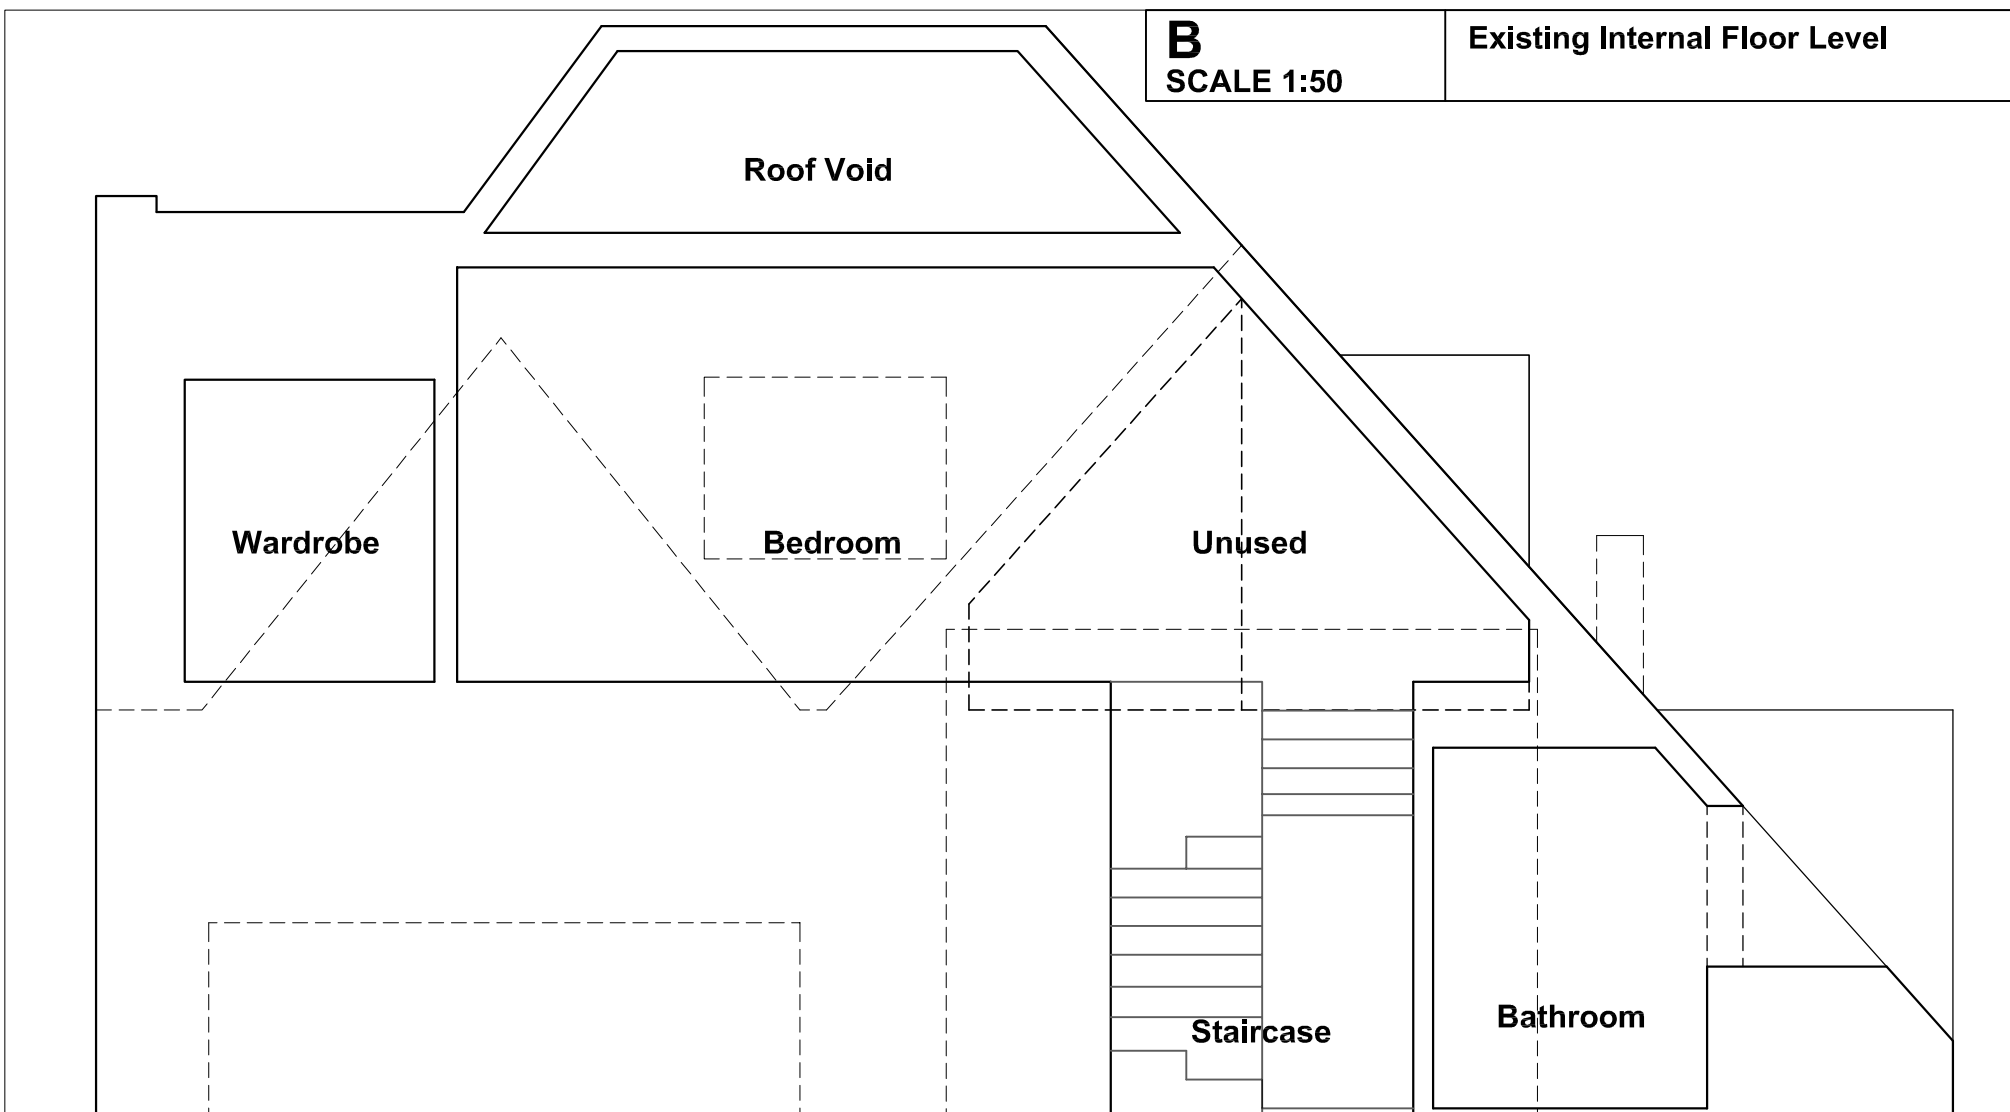 B
SCALE 1:50
Existing Internal Floor Level
Roof Void
Wardrobe
Bedroom
Unused
Staircase
Bathroom